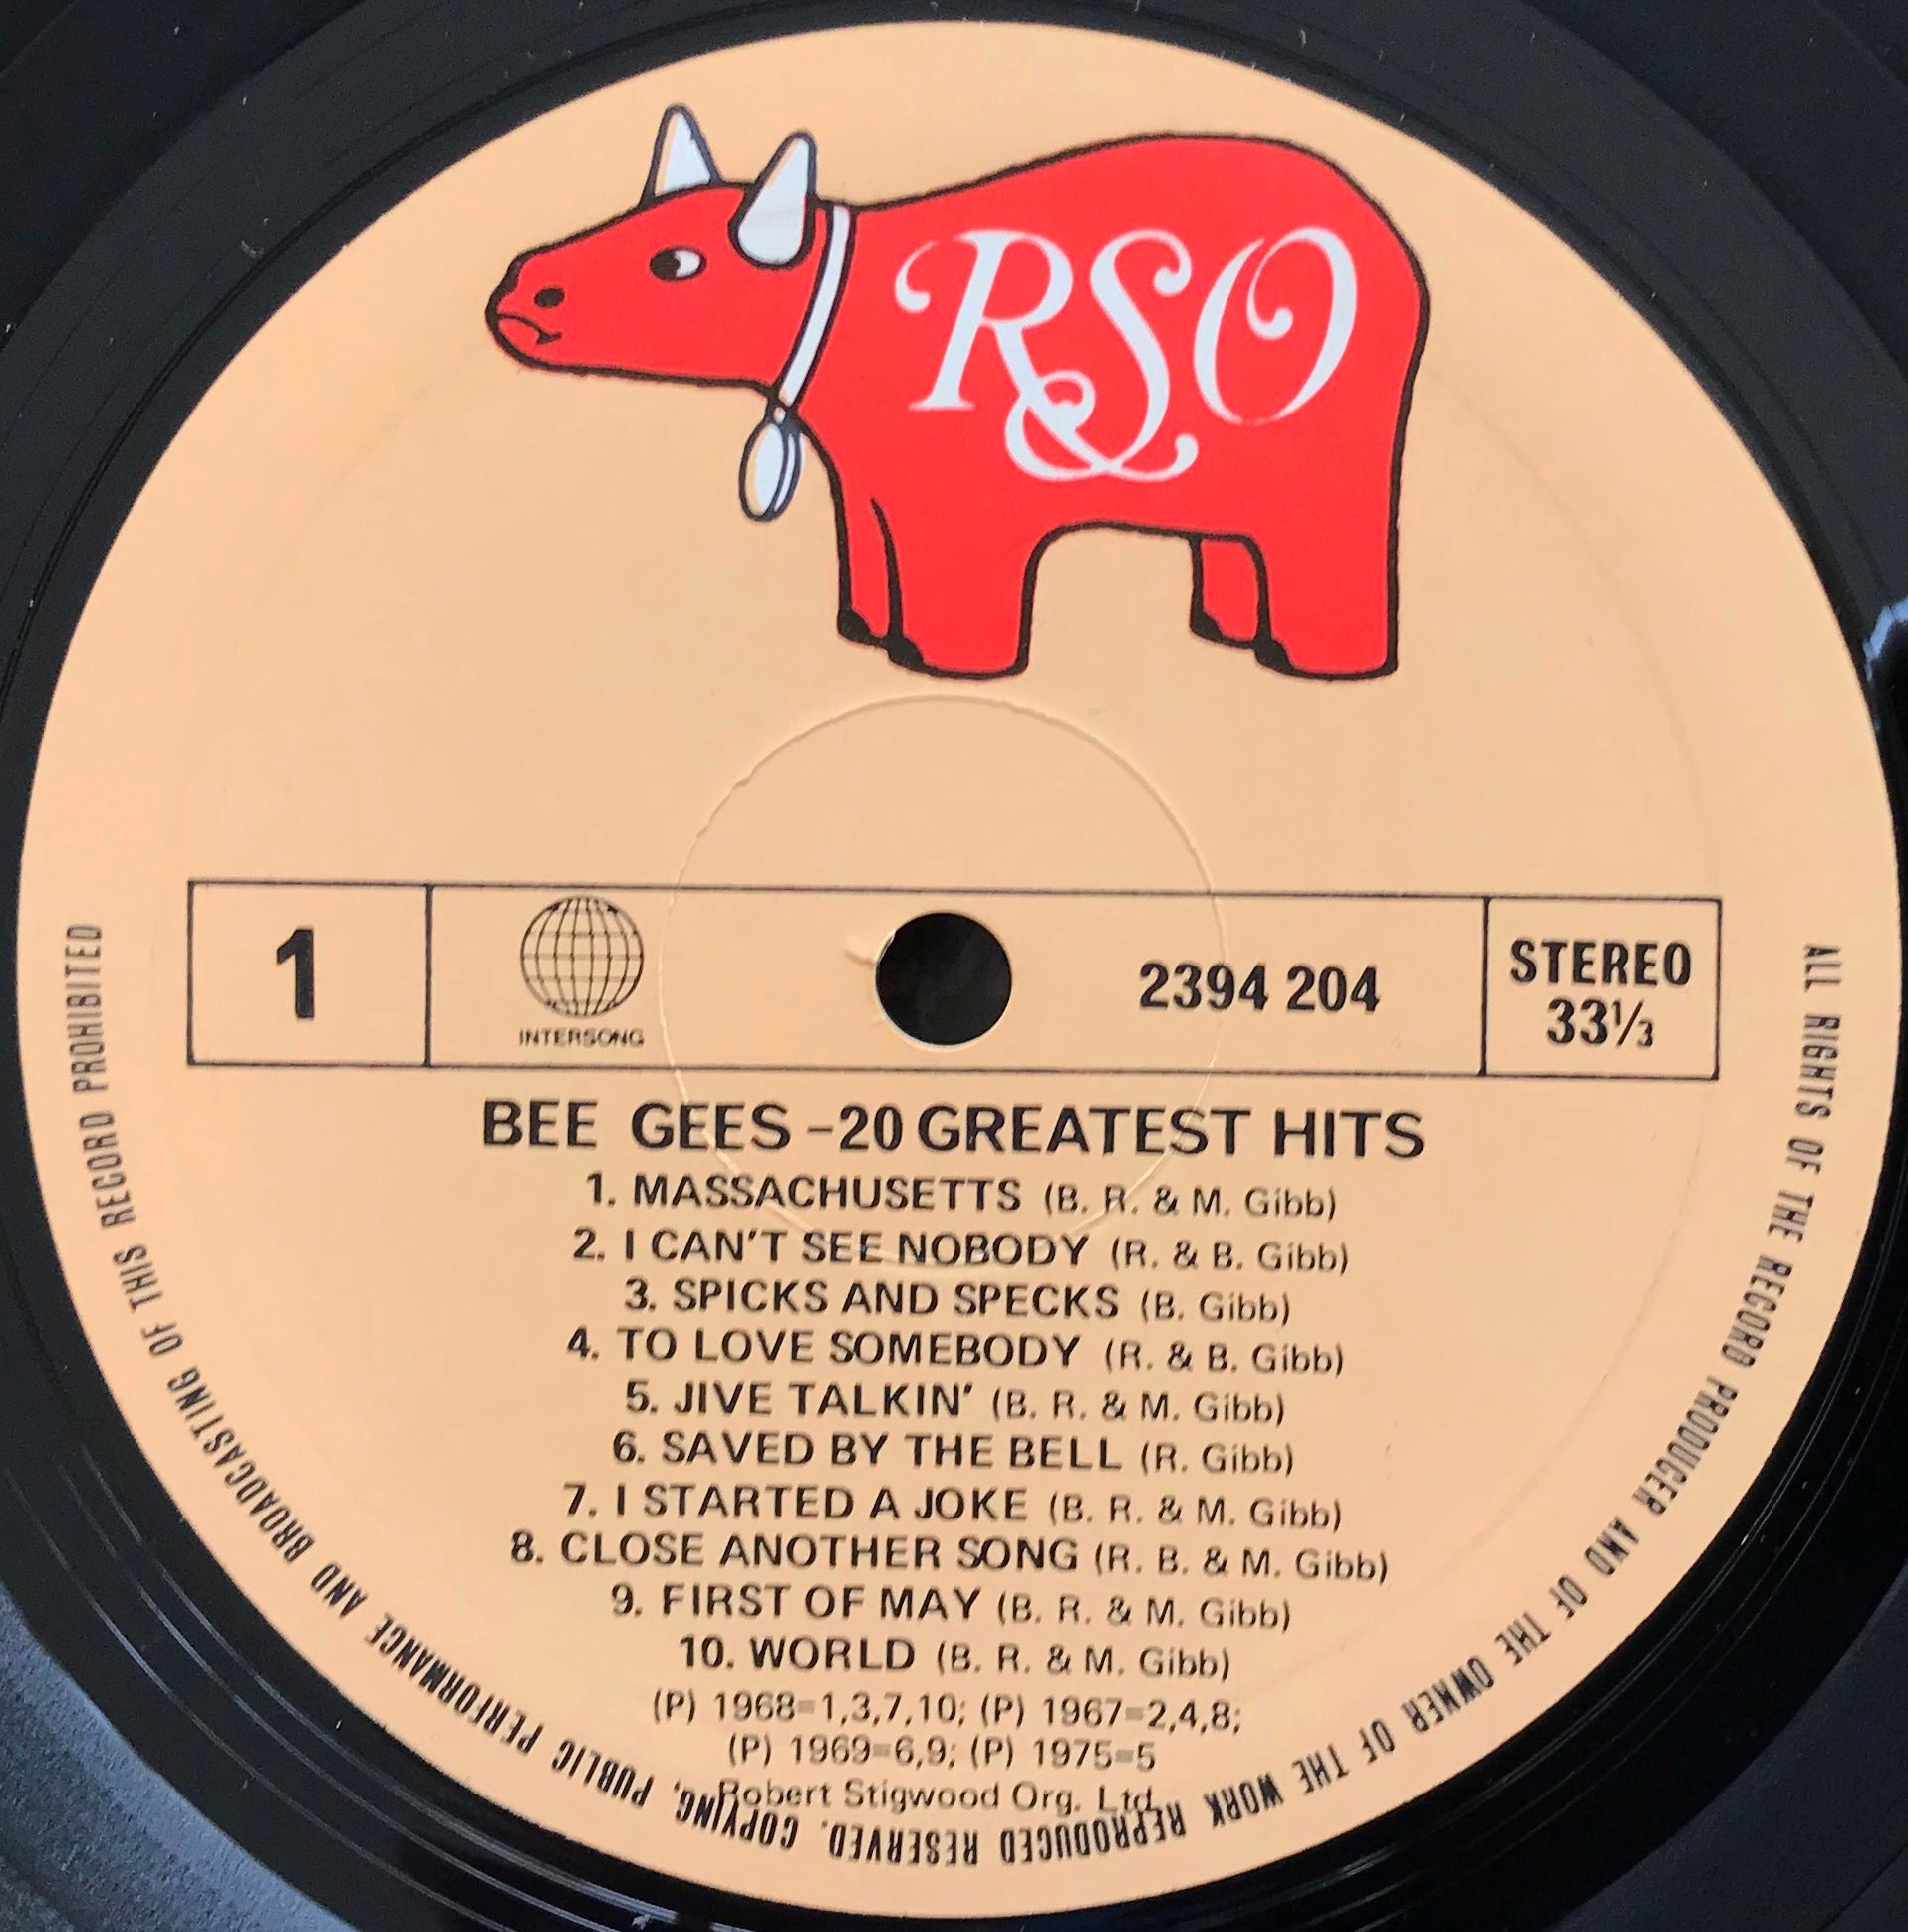 RSO
1
INTERSONG
2394 204
STEREO
33⅓
BEE GEES -20 GREATEST HITS
1. MASSACHUSETTS (B. R. & M. Gibb)
2. I CAN'T SEE NOBODY (R. & B. Gibb)
3. SPICKS AND SPECKS (B. Gibb)
4. TO LOVE SOMEBODY (R. & B. Gibb)
5. JIVE TALKIN' (B. R. & M. Gibb)
6. SAVED BY THE BELL (R. Gibb)
7. I STARTED A JOKE (B. R. & M. Gibb)
8. CLOSE ANOTHER SONG (R. B. & M. Gibb)
9. FIRST OF MAY (B. R. & M. Gibb)
10. WORLD (B. R. & M. Gibb)
(P) 1968=1,3,7,10; (P) 1967=2,4,8;
(P) 1969=6,9; (P) 1975=5
Robert Stigwood Org. Ltd.
ALL RIGHTS OF THE RECORD PRODUCER AND OF THE OWNER OF THE WORK REPRODUCED RESERVED. COPYING, PUBLIC PERFORMANCE AND BROADCASTING OF THIS RECORD PROHIBITED